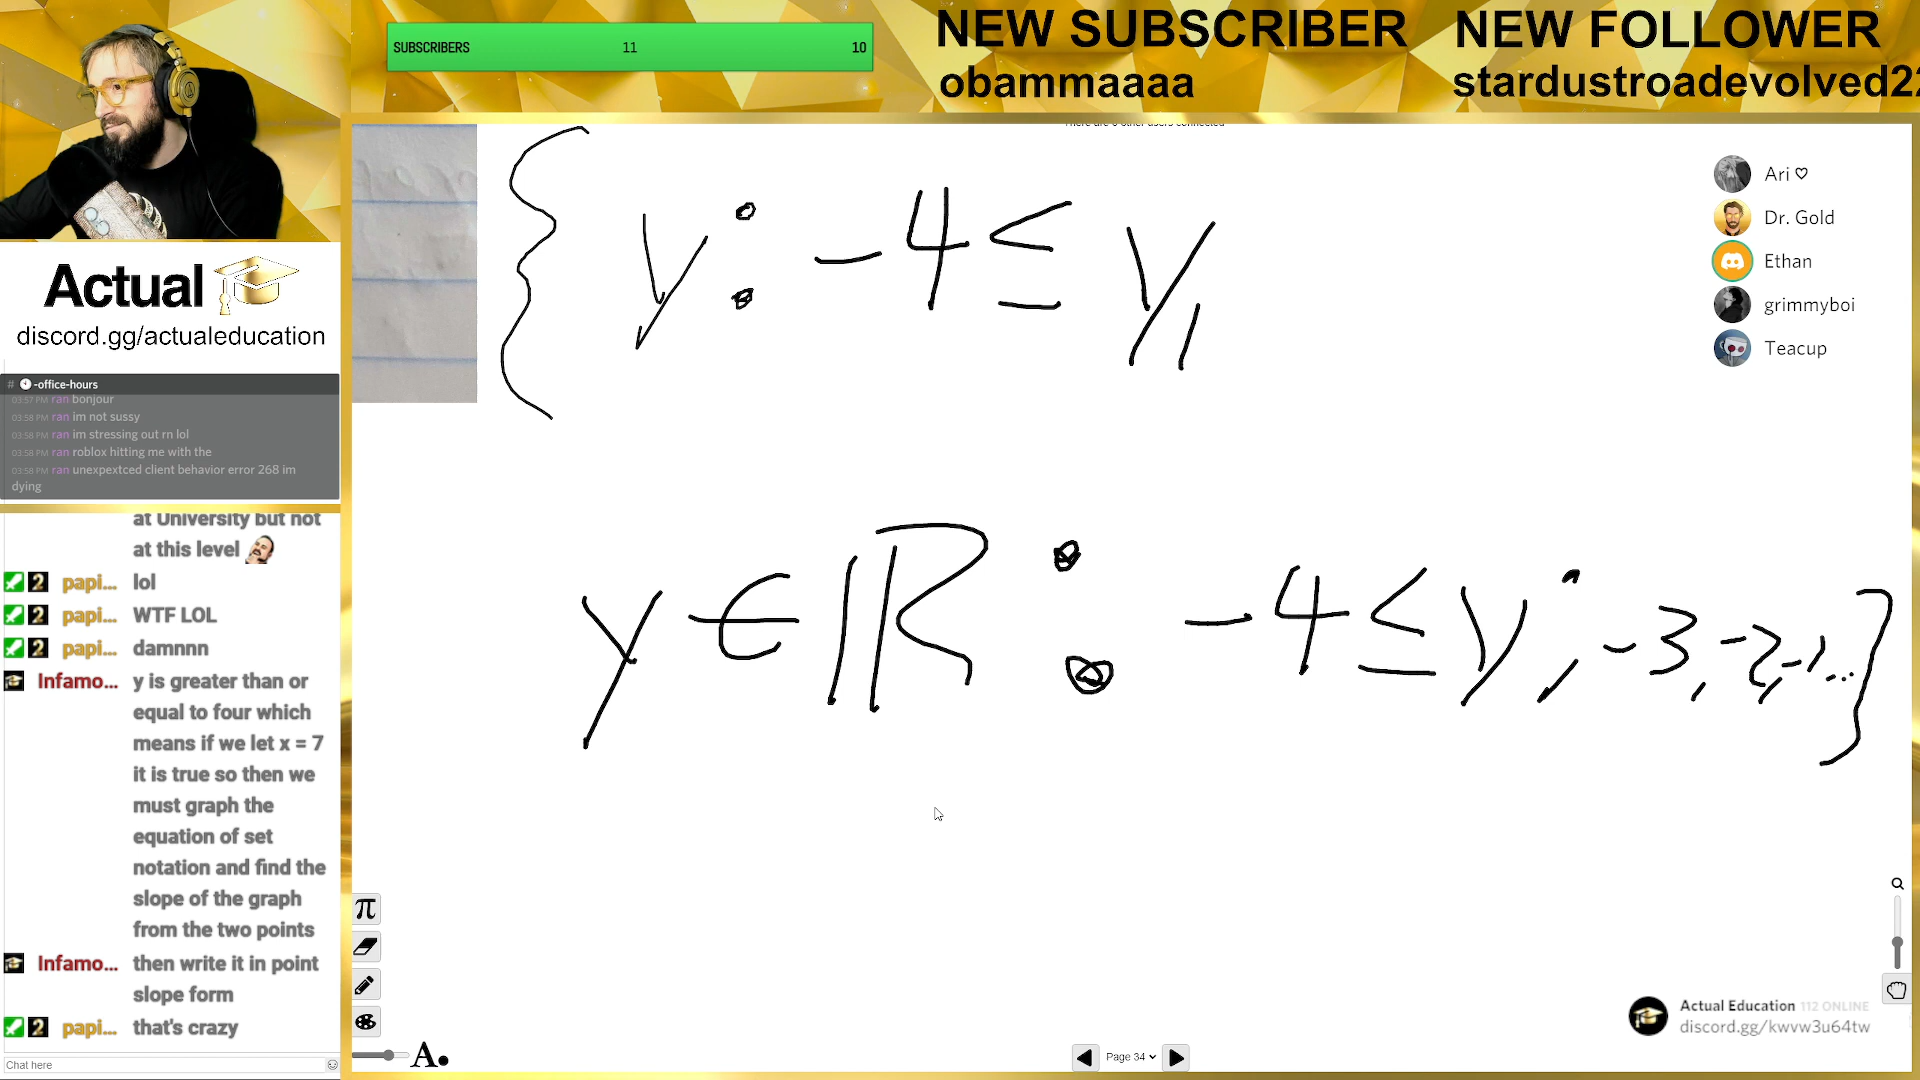 SUBSCRIBERS 11 10
NEW SUBSCRIBER
obammaaaa
NEW FOLLOWER
stardustroadevolved22
Actual
discord.gg/actualeducation
# -office-hours
03:57 PM ran bonjour
03:58 PM ran im not sussy
03:58 PM ran im stressing out rn lol
03:58 PM ran roblox hitting me with the
03:58 PM ran unexpextced client behavior error 268 im
dying
at University but not
at this level
2 papi... lol
2 papi... WTF LOL
2 papi... damnnn
Infamo... y is greater than or
equal to four which
means if we let x = 7
it is true so then we
must graph the
equation of set
notation and find the
slope of the graph
from the two points
Infamo... then write it in point
slope form
2 papi... that's crazy
Chat here
{ y : -4 ≤ y,
y ∈ ℝ : -4 ≤ y; -3, -2, -1... }
Ari ♡
Dr. Gold
Ethan
grimmyboi
Teacup
π
A
Page 34
Actual Education 112 ONLINE
discord.gg/kwvw3u64tw